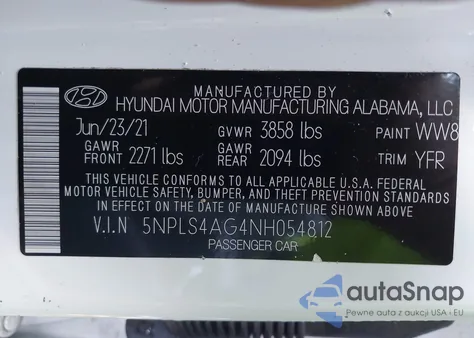 MANUFACTURED BY
HYUNDAI MOTOR MANUFACTURING ALABAMA, LLC
Jun/23/21 GVWR 3858 lbs PAINT WW8
GAWR FRONT 2271 lbs GAWR REAR 2094 lbs TRIM YFR
THIS VEHICLE CONFORMS TO ALL APPLICABLE U.S.A. FEDERAL
MOTOR VEHICLE SAFETY, BUMPER, AND THEFT PREVENTION STANDARDS
IN EFFECT ON THE DATE OF MANUFACTURE SHOWN ABOVE.
V.I.N 5NPLS4AG4NH054812
PASSENGER CAR
autoSnap
Pewne auta z aukcji USA - EU